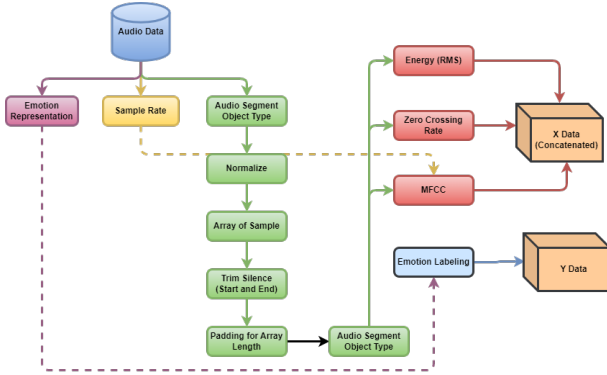 Audio Data
Energy (RMS)
Emotion
Representation
Sample Rate
Audio Segment
Object Type
Zero Crossing
Rate
X Data
(Concatenated)
Normalize
MFCC
Array of Sample
Emotion Labeling
Y Data
Trim Silence
(Start and End)
Padding for Array
Length
Audio Segment
Object Type